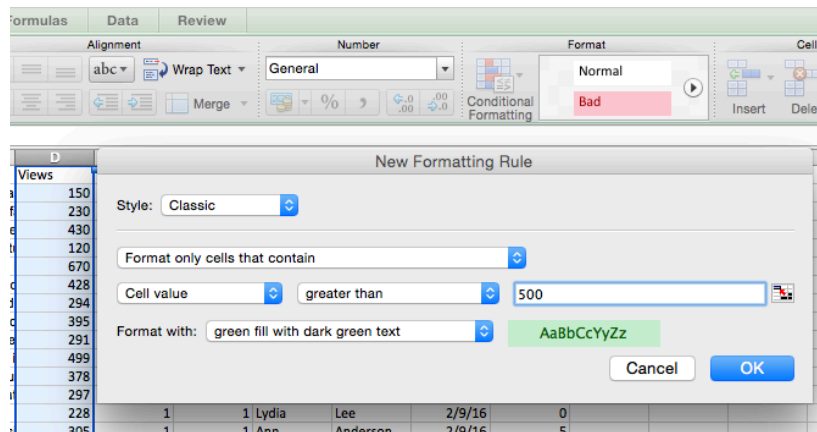 Formulas Data Review
Alignment Number Format Cell
abc Wrap Text General Normal
Merge % Conditional Formatting Bad Insert Dele
D
New Formatting Rule
Views
150
Style: Classic
230
430
120
Format only cells that contain
670
428
Cell value greater than 500
294
395
Format with: green fill with dark green text AaBbCcYyZz
291
499
Cancel OK
378
297
228 1 1 Lydia Lee 2/9/16 0
305 1 1 Ann Anderson 2/9/16 5